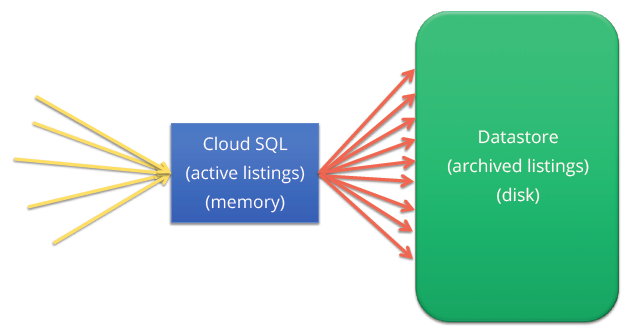 Cloud SQL
(active listings)
(memory)
Datastore
(archived listings)
(disk)